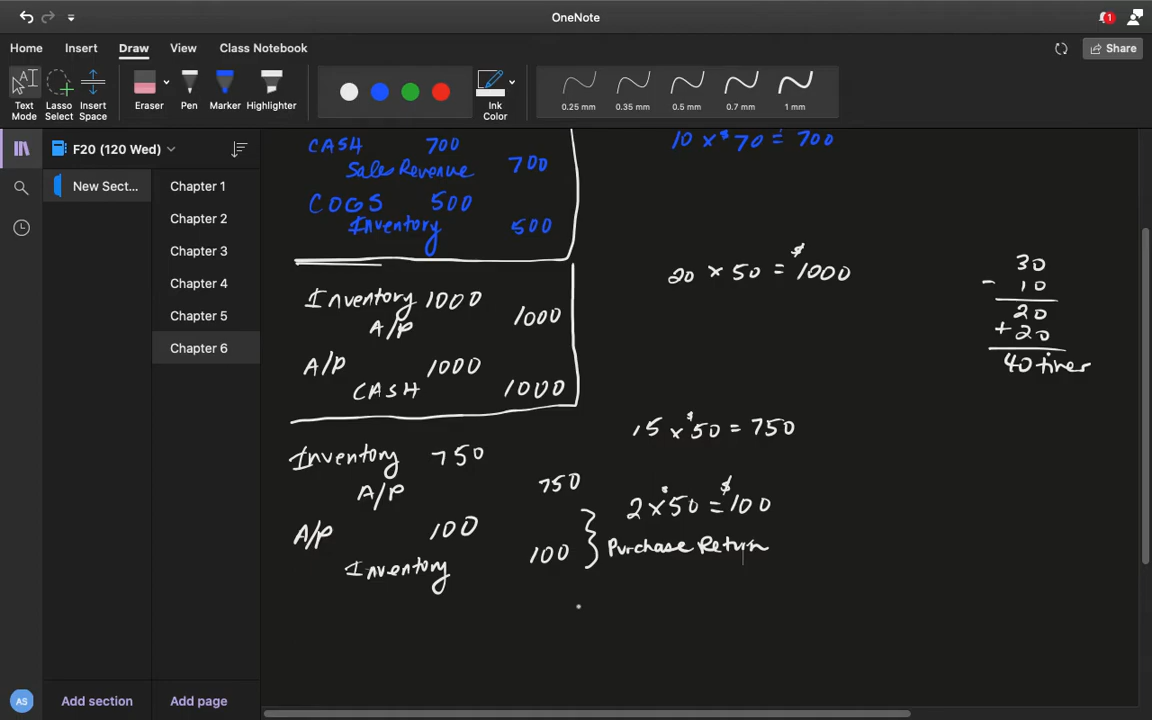 OneNote
1
Home Insert Draw View Class Notebook
Share
Text Mode
Lasso Select
Insert Space
Eraser
Pen
Marker
Highlighter
Ink Color
0.25 mm
0.35 mm
0.5 mm
0.7 mm
1 mm
F20 (120 Wed)
New Sect...
Chapter 1
Chapter 2
Chapter 3
Chapter 4
Chapter 5
Chapter 6
AS
Add section
Add page
CASH 700
Sales Revenue 700
COGS 500
Inventory 500
10 x $70 = 700
Inventory 1000
A/P 1000
20 x 50 = $1000
A/P 1000
CASH 1000
30
- 10
20
+ 20
40 tires
Inventory 750
A/P 750
15 x $50 = 750
A/P 100
Inventory 100
2 x $50 = $100
Purchase Return